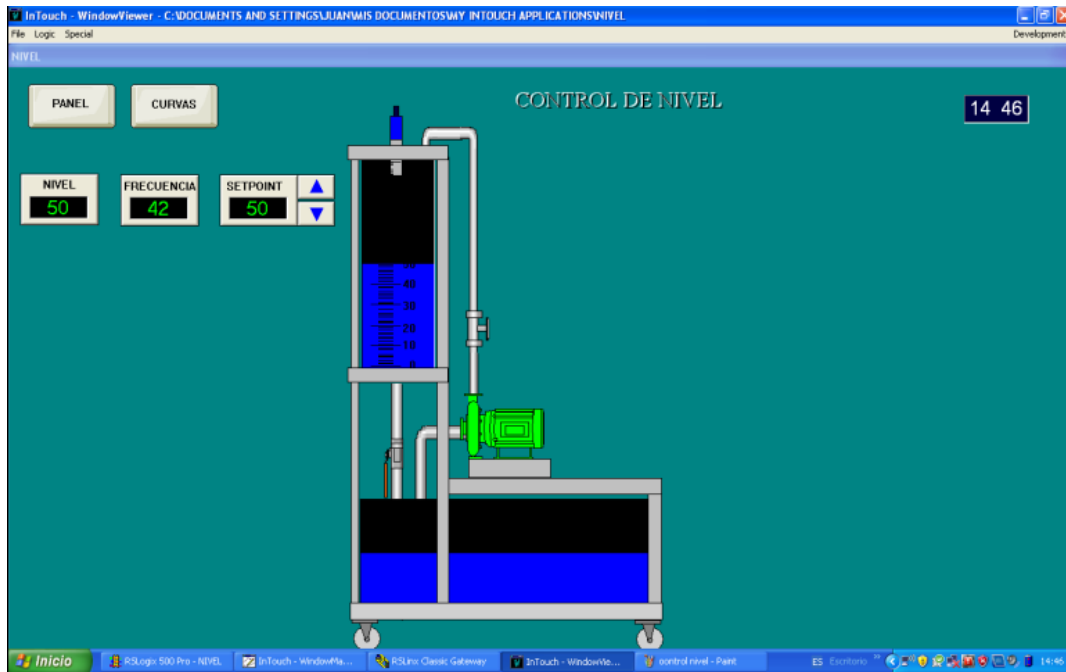 InTouch - WindowViewer - C:\DOCUMENTS AND SETTINGS\JUAN\MIS DOCUMENTOS\MY INTOUCH APPLICATIONS\NIVEL
File Logic Special Development
NIVEL
PANEL
CURVAS
CONTROL DE NIVEL
14 46
NIVEL
50
FRECUENCIA
42
SETPOINT
50
40
30
20
10
0
Inicio
RSLogix 500 Pro - NIVEL
InTouch - WindowMa...
RSLinx Classic Gateway
InTouch - WindowVie...
control nivel - Paint
ES
Escritorio
14:46